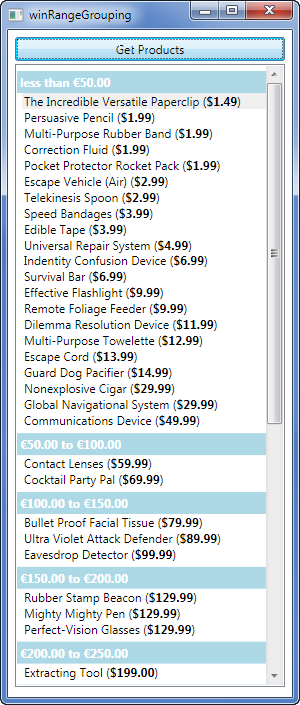 winRangeGrouping
Get Products
less than €50.00
The Incredible Versatile Paperclip ($1.49)
Persuasive Pencil ($1.99)
Multi-Purpose Rubber Band ($1.99)
Correction Fluid ($1.99)
Pocket Protector Rocket Pack ($1.99)
Escape Vehicle (Air) ($2.99)
Telekinesis Spoon ($2.99)
Speed Bandages ($3.99)
Edible Tape ($3.99)
Universal Repair System ($4.99)
Indentity Confusion Device ($6.99)
Survival Bar ($6.99)
Effective Flashlight ($9.99)
Remote Foliage Feeder ($9.99)
Dilemma Resolution Device ($11.99)
Multi-Purpose Towelette ($12.99)
Escape Cord ($13.99)
Guard Dog Pacifier ($14.99)
Nonexplosive Cigar ($29.99)
Global Navigational System ($29.99)
Communications Device ($49.99)
€50.00 to €100.00
Contact Lenses ($59.99)
Cocktail Party Pal ($69.99)
€100.00 to €150.00
Bullet Proof Facial Tissue ($79.99)
Ultra Violet Attack Defender ($89.99)
Eavesdrop Detector ($99.99)
€150.00 to €200.00
Rubber Stamp Beacon ($129.99)
Mighty Mighty Pen ($129.99)
Perfect-Vision Glasses ($129.99)
€200.00 to €250.00
Extracting Tool ($199.00)